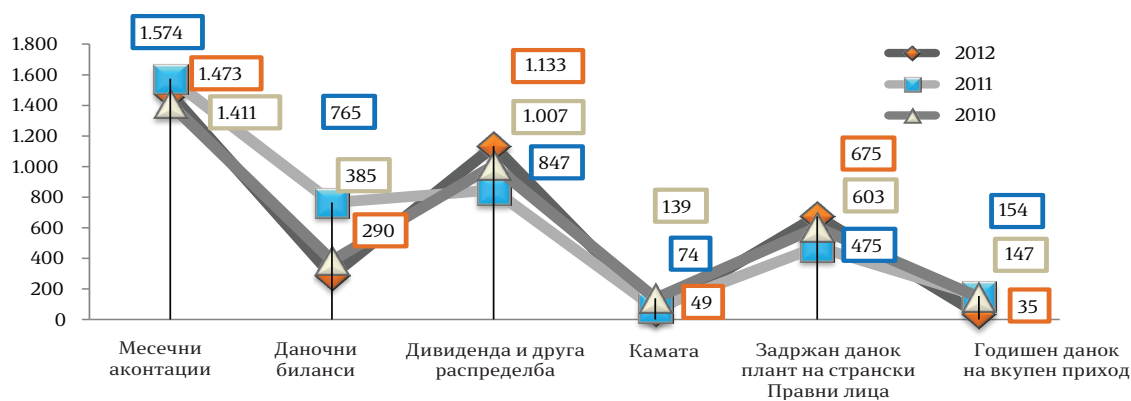 1.574
1.800
1.600
1.400
1.200
1.000
800
600
400
200
0
1.473
1.411
765
385
290
1.133
1.007
847
139
74
49
675
603
475
154
147
35
2012
2011
2010
Месечни
аконтации
Даночни
биланси
Дивиденда и друга
распределба
Камата
Задржан данок
плант на странски
Правни лица
Годишен данок
на вкупен приход